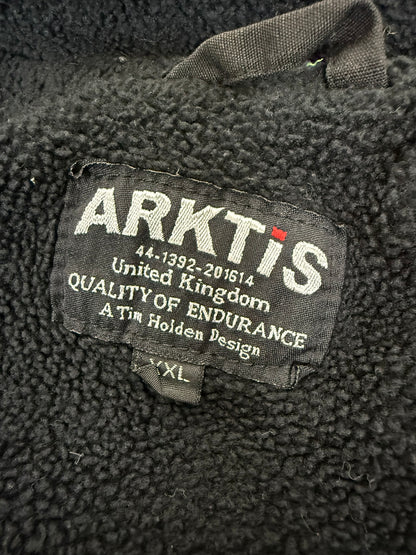 ARKTiS
44-1392-201614
United Kingdom
QUALITY OF ENDURANCE
A Tim Holden Design
XXL